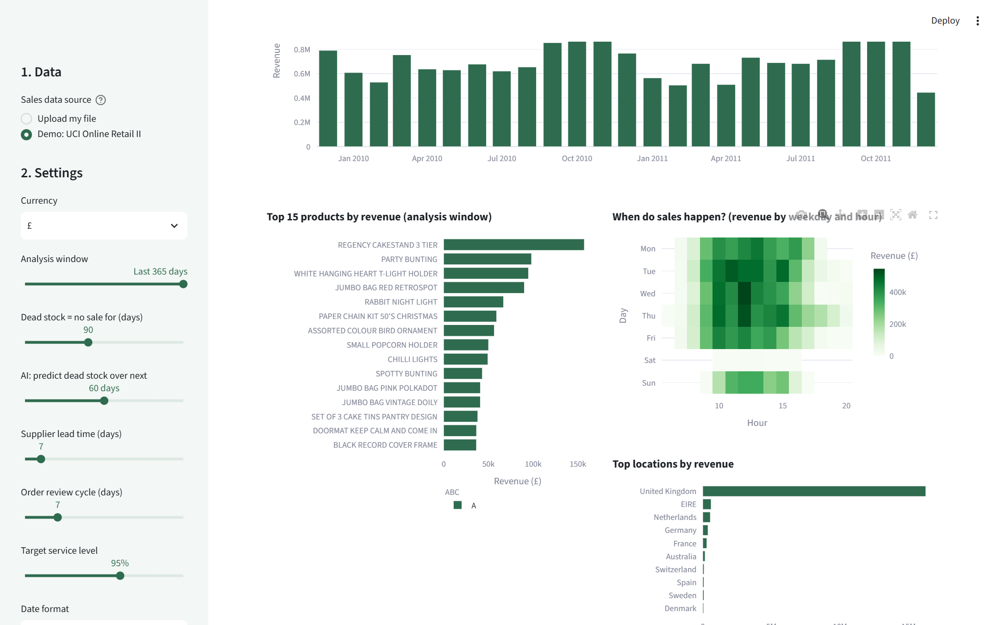 Deploy
1. Data
Sales data source
Upload my file
Demo: UCI Online Retail II
2. Settings
Currency
£
Analysis window
Last 365 days
Dead stock = no sale for (days)
90
AI: predict dead stock over next
60 days
Supplier lead time (days)
7
Order review cycle (days)
7
Target service level
95%
Date format
Revenue
0.8M
0.6M
0.4M
0.2M
0
Jan 2010 Apr 2010 Jul 2010 Oct 2010 Jan 2011 Apr 2011 Jul 2011 Oct 2011
Top 15 products by revenue (analysis window)
REGENCY CAKESTAND 3 TIER
PARTY BUNTING
WHITE HANGING HEART T-LIGHT HOLDER
JUMBO BAG RED RETROSPOT
RABBIT NIGHT LIGHT
PAPER CHAIN KIT 50'S CHRISTMAS
ASSORTED COLOUR BIRD ORNAMENT
SMALL POPCORN HOLDER
CHILLI LIGHTS
SPOTTY BUNTING
JUMBO BAG PINK POLKADOT
JUMBO BAG VINTAGE DOILY
SET OF 3 CAKE TINS PANTRY DESIGN
DOORMAT KEEP CALM AND COME IN
BLACK RECORD COVER FRAME
0 50k 100k 150k
Revenue (£)
ABC
A
When do sales happen? (revenue by weekday and hour)
Day
Mon
Tue
Wed
Thu
Fri
Sat
Sun
10 15 20
Hour
Revenue (£)
400k
200k
0
Top locations by revenue
United Kingdom
EIRE
Netherlands
Germany
France
Australia
Switzerland
Spain
Sweden
Denmark